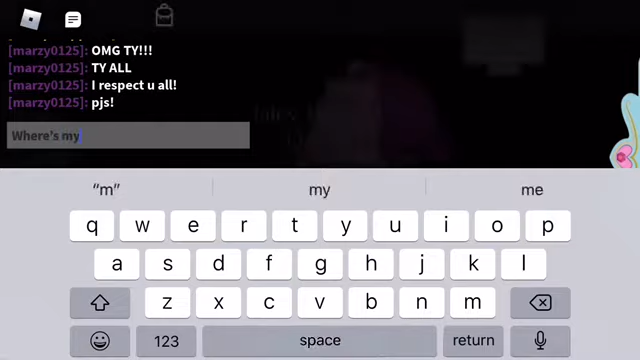 [marzy0125]: OMG TY!!!
[marzy0125]: TY ALL
[marzy0125]: I respect u all!
[marzy0125]: pjs!
Where's my
“m” my me
q w e r t y u i o p
a s d f g h j k l
z x c v b n m
123 space return